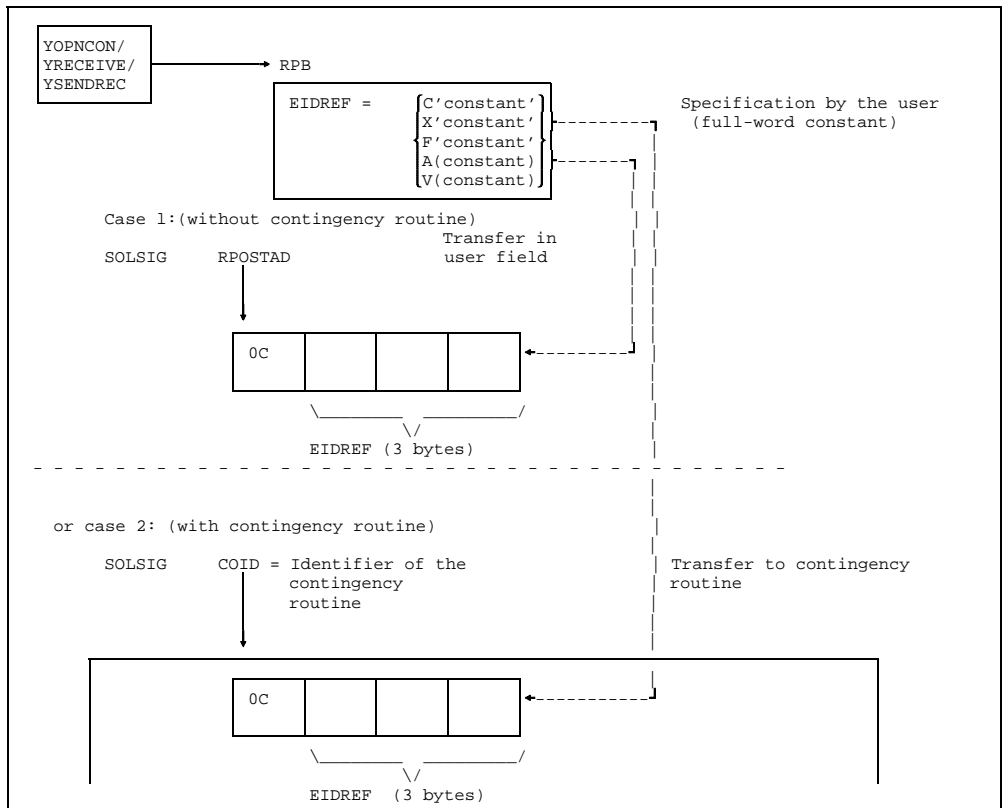 YOPNCON/
YRECEIVE/
YSENDREC
RPB
EIDREF = C'constant'
X'constant'
F'constant'
A(constant)
V(constant)
Specification by the user
(full-word constant)
Case 1:(without contingency routine)
Transfer in
user field
SOLSIG RPOSTAD
0C
EIDREF (3 bytes)
or case 2: (with contingency routine)
SOLSIG COID = Identifier of the
contingency
routine
Transfer to contingency
routine
0C
EIDREF (3 bytes)